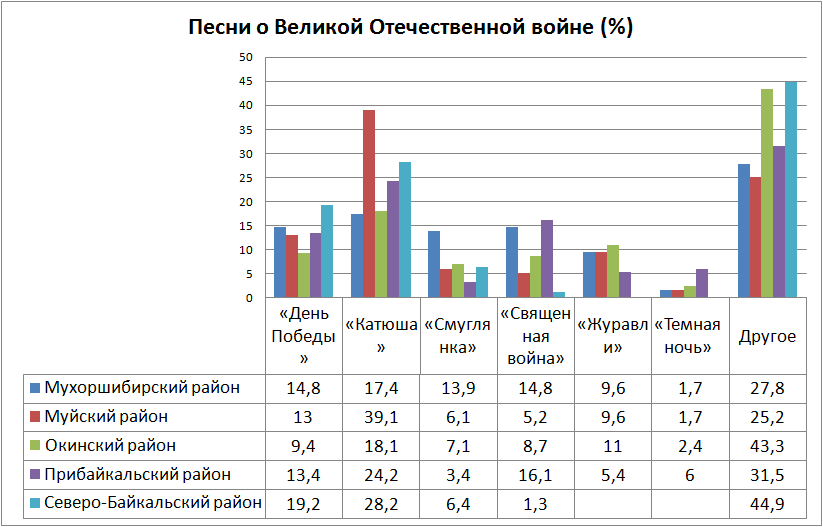 Песни о Великой Отечественной войне (%)
50
45
40
35
30
25
20
15
10
5
0
«День Победы» «Катюша» «Смуглянка» «Священная война» «Журавли» «Темная ночь» Другое
Мухоршибирский район 14,8 17,4 13,9 14,8 9,6 1,7 27,8
Муйский район 13 39,1 6,1 5,2 9,6 1,7 25,2
Окинский район 9,4 18,1 7,1 8,7 11 2,4 43,3
Прибайкальский район 13,4 24,2 3,4 16,1 5,4 6 31,5
Северо-Байкальский район 19,2 28,2 6,4 1,3 44,9